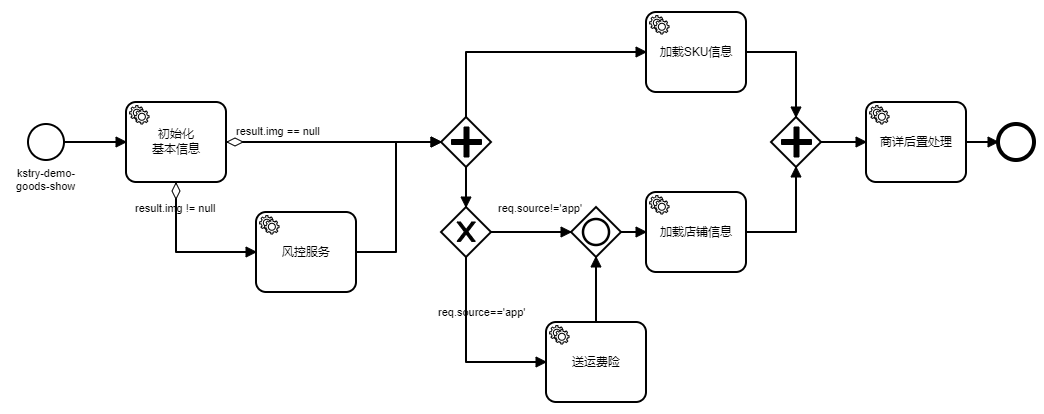 加载SKU信息
初始化
基本信息
result.img == null
商详后置处理
kstry-demo-
goods-show
result.img != null
req.source!='app'
风控服务
加载店铺信息
req.source=='app'
送运费险